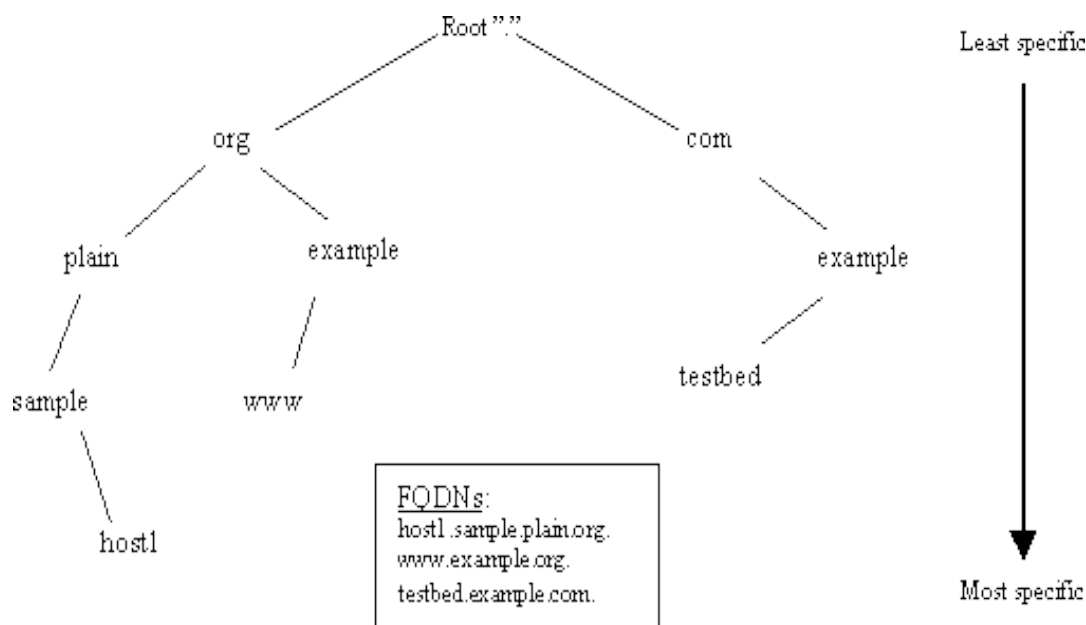 Root"."
Least specific
org
com
plain
example
example
testbed
sample
www
host1
FQDNs:
host1.sample.plain.org.
www.example.org.
testbed.example.com.
Most specific